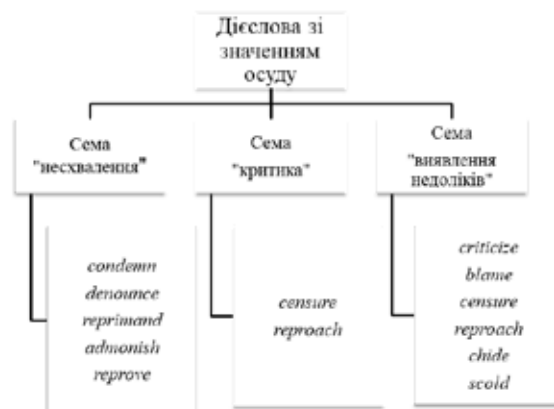 Дієслова зі
значенням
осуду
Сема
"несхвалення"
Сема
"критика"
Сема
"виявлення
недоліків"
condemn
denounce
reprimand
admonish
reprove
censure
reproach
criticize
blame
censure
reproach
chide
scold